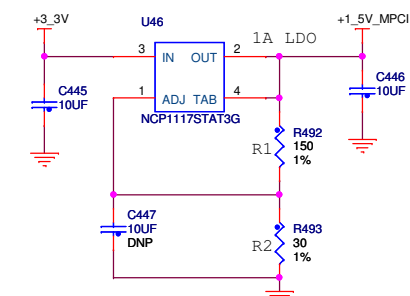 +3_3V
U46
1A LDO
+1_5V_MPCI
3
IN
OUT
2
1
ADJ
TAB
4
NCP1117STAT3G
C445
10UF
C446
10UF
R1
R492
150
1%
C447
10UF
DNP
R2
R493
30
1%